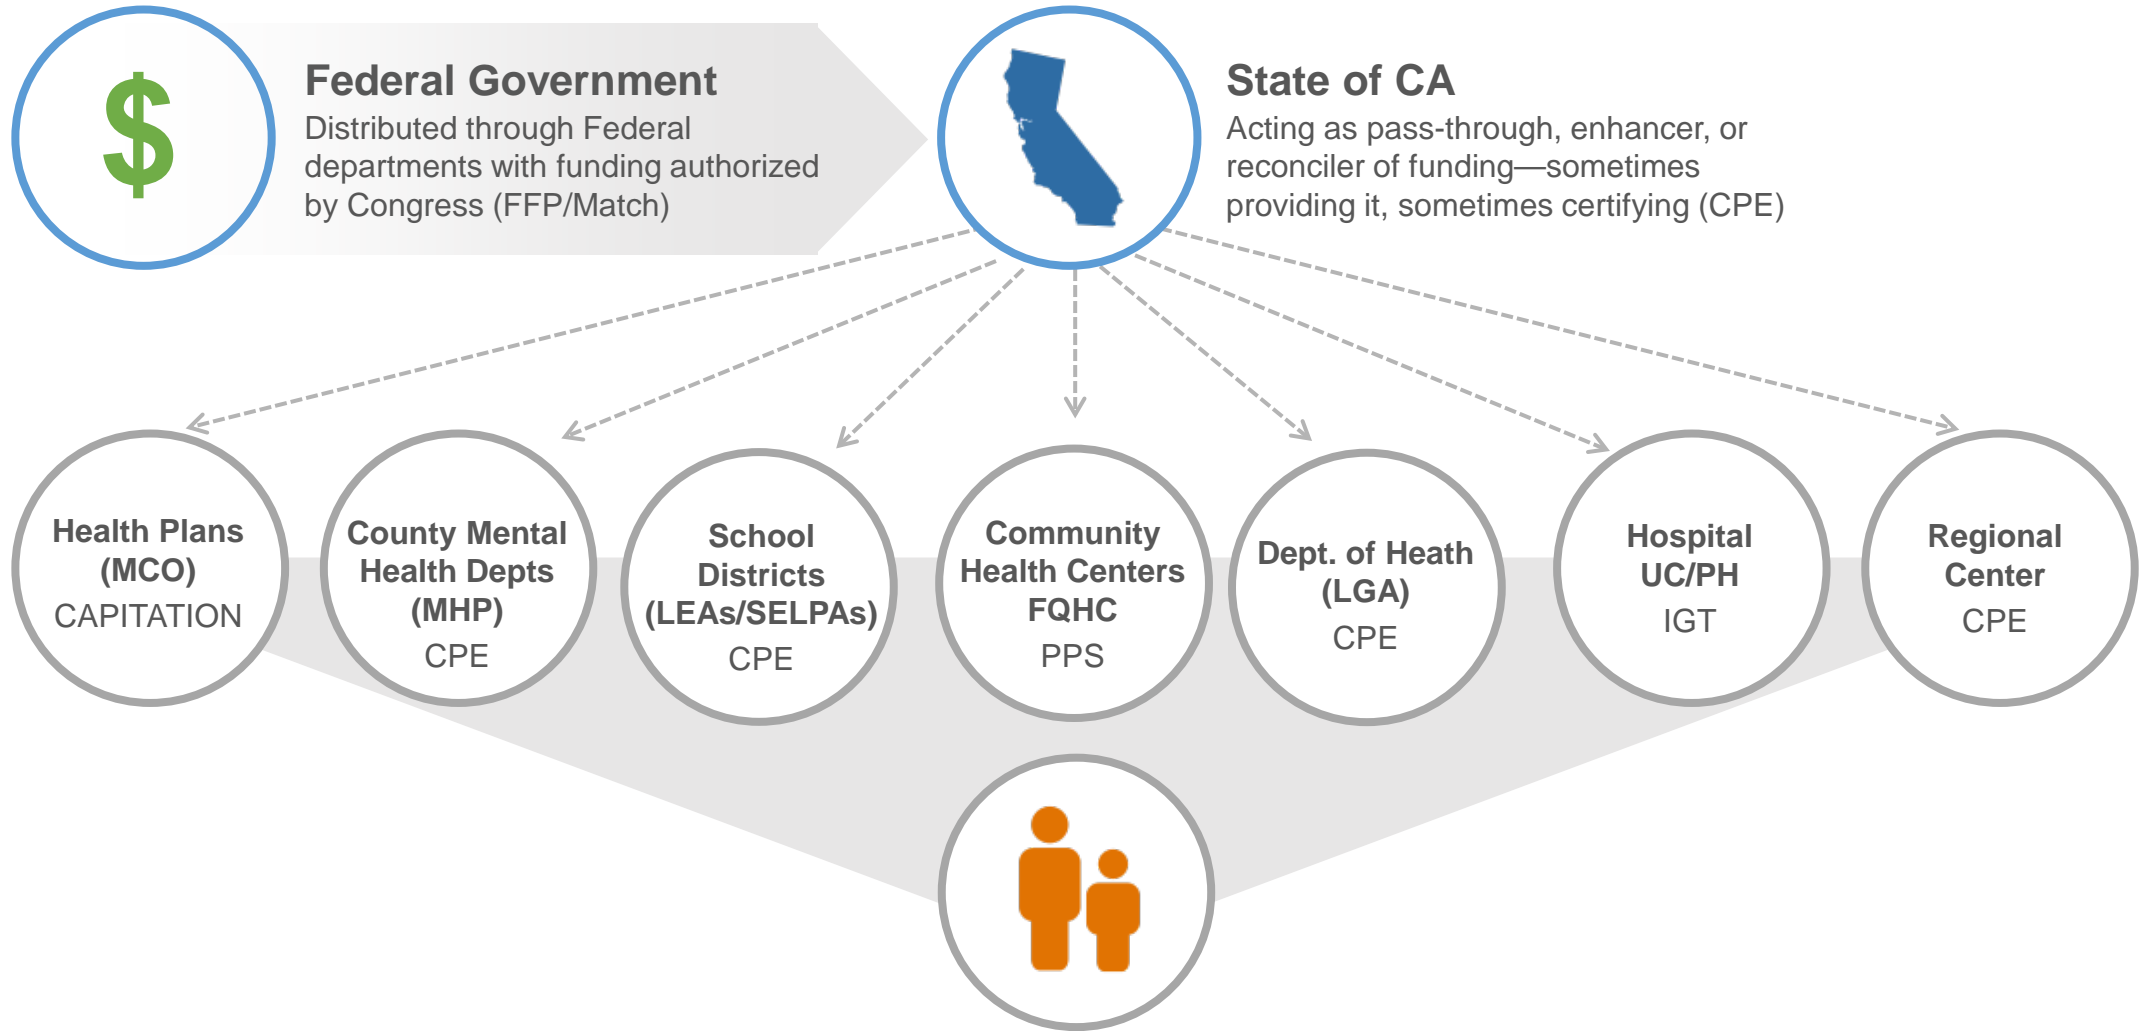 $
Federal Government
Distributed through Federal
departments with funding authorized
by Congress (FFP/Match)
State of CA
Acting as pass-through, enhancer, or
reconciler of funding—sometimes
providing it, sometimes certifying (CPE)
Health Plans
(MCO)
CAPITATION
County Mental
Health Depts
(MHP)
CPE
School
Districts
(LEAs/SELPAs)
CPE
Community
Health Centers
FQHC
PPS
Dept. of Heath
(LGA)
CPE
Hospital
UC/PH
IGT
Regional
Center
CPE